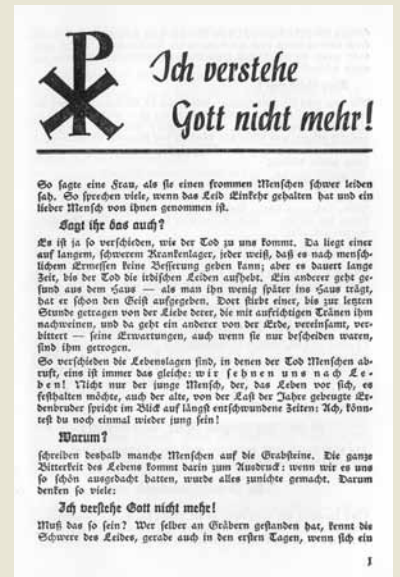 Ich verstehe
Gott nicht mehr!
So sagte eine Frau, als sie einen frommen Menschen schwer leiden
sah. So sprechen viele, wenn das Leid Einkehr gehalten hat und ein
lieber Mensch von ihnen genommen ist.
Sagt ihr das auch?
Es ist ja so verschieden, wie der Tod zu uns kommt. Da liegt einer
auf langem, schwerem Krankenlager, jeder weiß, daß es nach mensch-
lichem Ermessen keine Besserung geben kann; aber es dauert lange
Zeit, bis der Tod die irdischen Leiden aufhebt. Ein anderer geht ge-
sund aus dem Haus — als man ihn wenig später ins Haus trägt,
hat er schon den Geist aufgegeben. Dort stirbt einer, bis zur letzten
Stunde getragen von der Liebe derer, die mit aufrichtigen Tränen ihm
nachweinen, und da geht ein anderer von der Erde, vereinsamt, ver-
bittert — seine Erwartungen, auch wenn sie nur bescheiden waren,
sind ihm getrogen.
So verschieden die Lebenslagen sind, in denen der Tod Menschen ab-
ruft, eins ist immer das gleiche: wir sehnen uns nach Le-
ben! Nicht nur der junge Mensch, der, das Leben vor sich, es
festhalten möchte, auch der alte, von der Last der Jahre gebeugte Er-
denbruder spricht im Blick auf längst entschwundene Zeiten: Ach, könn-
test du noch einmal wieder jung sein!
Warum?
schreiben deshalb manche Menschen auf die Grabsteine. Die ganze
Bitterkeit des Lebens kommt darin zum Ausdruck: wenn wir es uns
so schön ausgedacht hatten, wurde alles zunichte gemacht. Darum
denken so viele:
Ich verstehe Gott nicht mehr!
Muß das so sein? Wer selber an Gräbern gestanden hat, kennt die
Schwere des Leides, gerade auch in den ersten Tagen, wenn sich ein
1